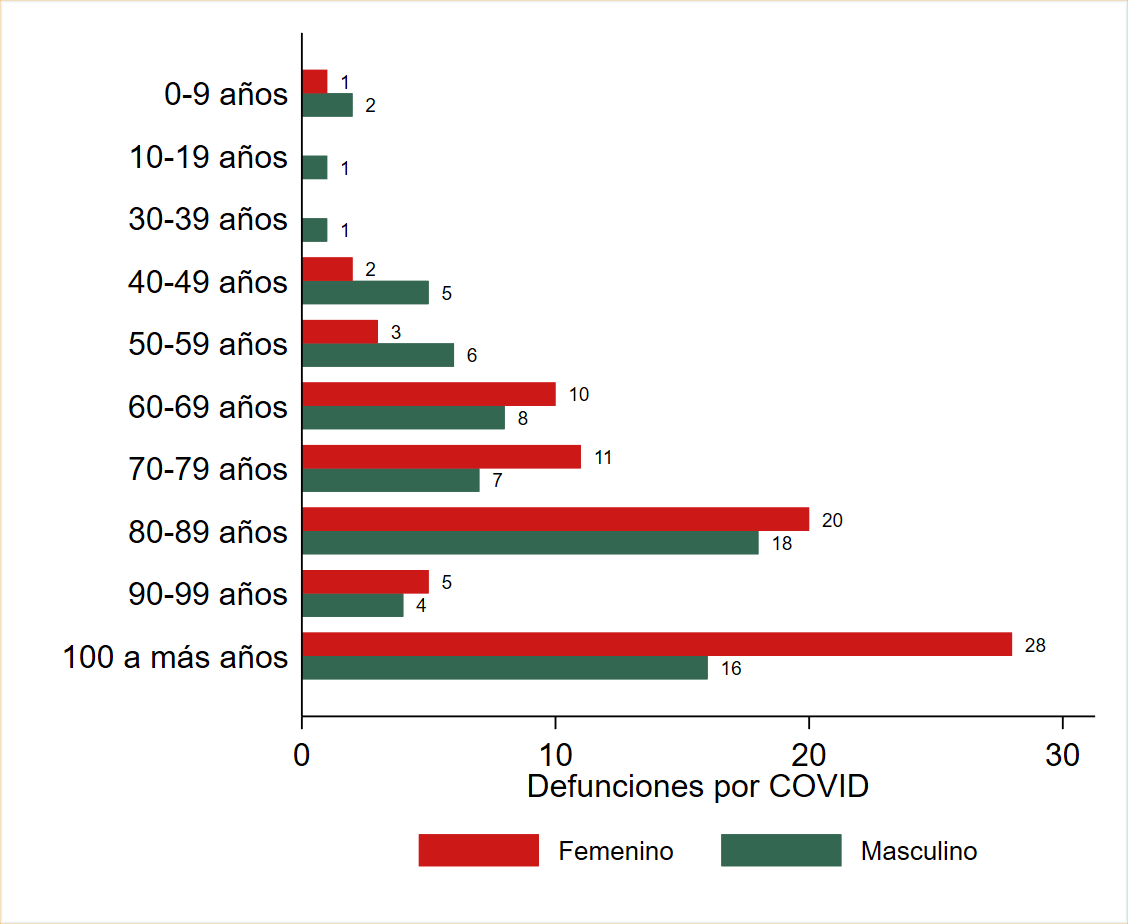 0-9 años
1
2
10-19 años
1
30-39 años
1
40-49 años
2
5
50-59 años
3
6
60-69 años
10
8
70-79 años
11
7
80-89 años
20
18
90-99 años
5
4
100 a más años
28
16
0 10 20 30
Defunciones por COVID
Femenino Masculino